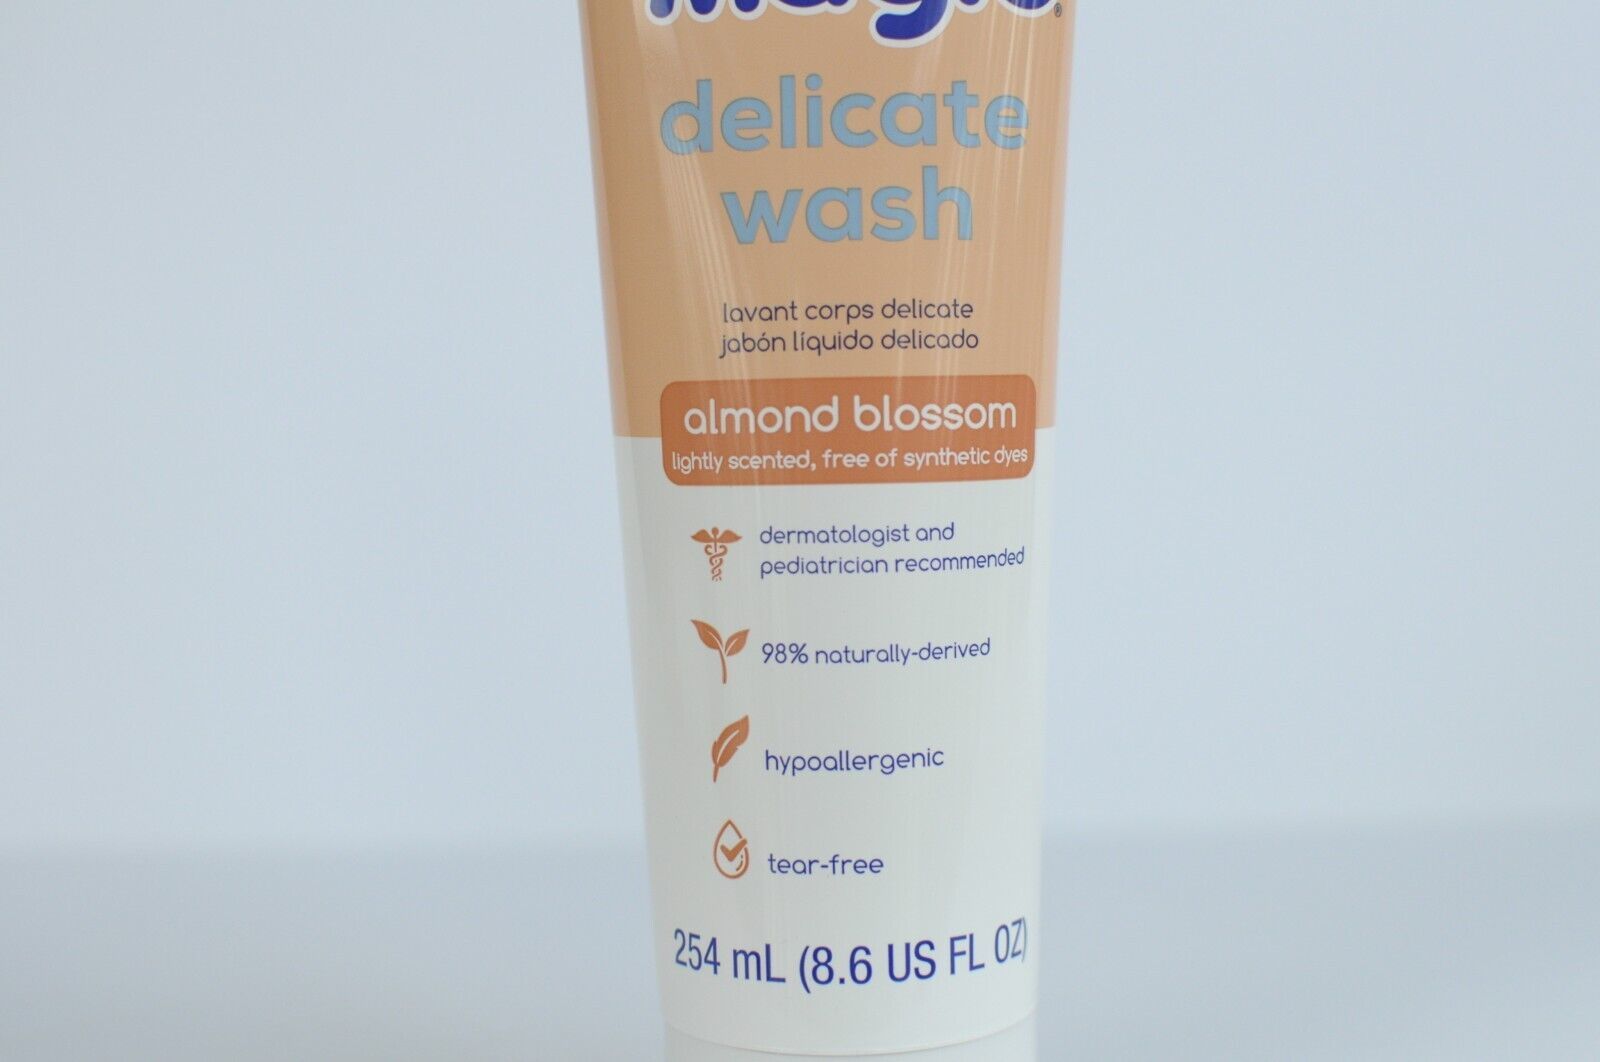 delicate
wash
lavant corps delicate
jabón líquido delicado
almond blossom
lightly scented, free of synthetic dyes
dermatologist and
pediatrician recommended
98% naturally-derived
hypoallergenic
tear-free
254 mL (8.6 US FL OZ)